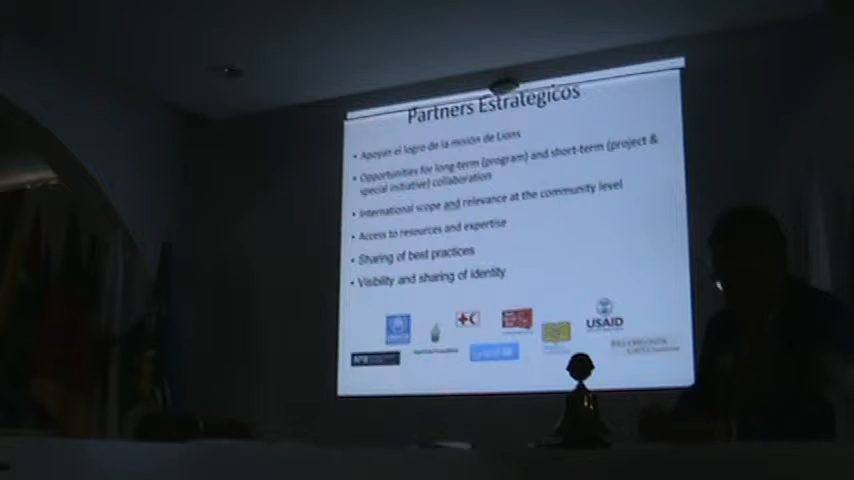 Partners Estratégicos
• Apoyan el logro de la misión de Lions
• Opportunities for long-term (program) and short-term (project &
special initiative) collaboration
• International scope and relevance at the community level
• Access to resources and expertise
• Sharing of best practices
• Visibility and sharing of identity
USAID
unicef